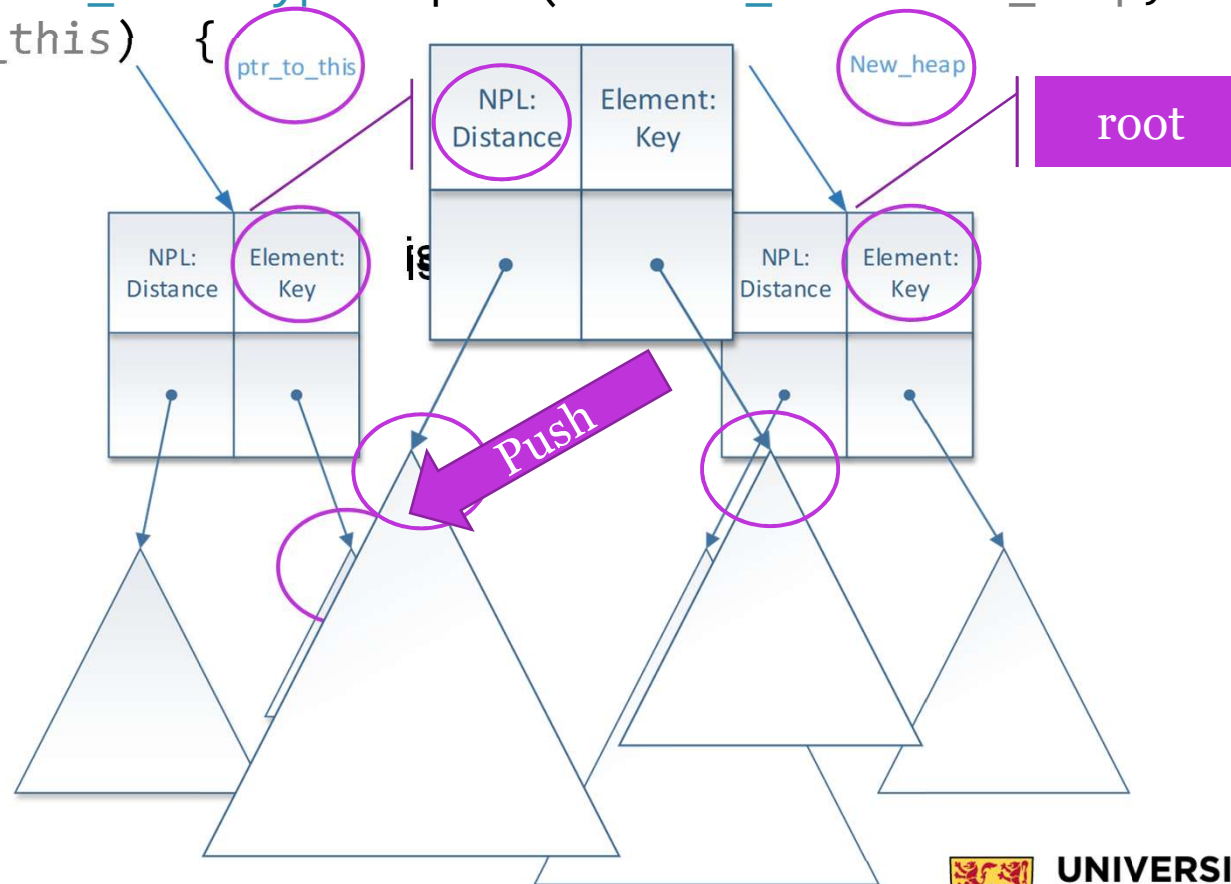 _this) {
ptr_to_this
New_heap
NPL:
Distance
Element:
Key
root
NPL:
Distance
Element:
Key
NPL:
Distance
Element:
Key
Push
UNIVERSI